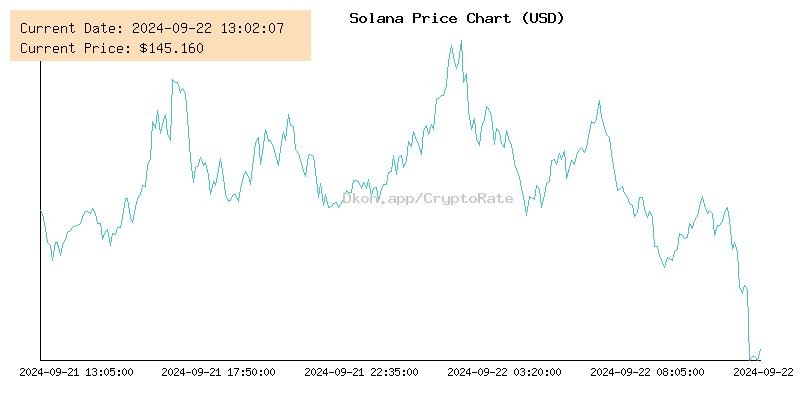 Solana Price Chart (USD)
Current Date: 2024-09-22 13:02:07
Current Price: $145.160
Okon.app/CryptoRate
2024-09-21 13:05:00
2024-09-21 17:50:00
2024-09-21 22:35:00
2024-09-22 03:20:00
2024-09-22 08:05:00
2024-09-22